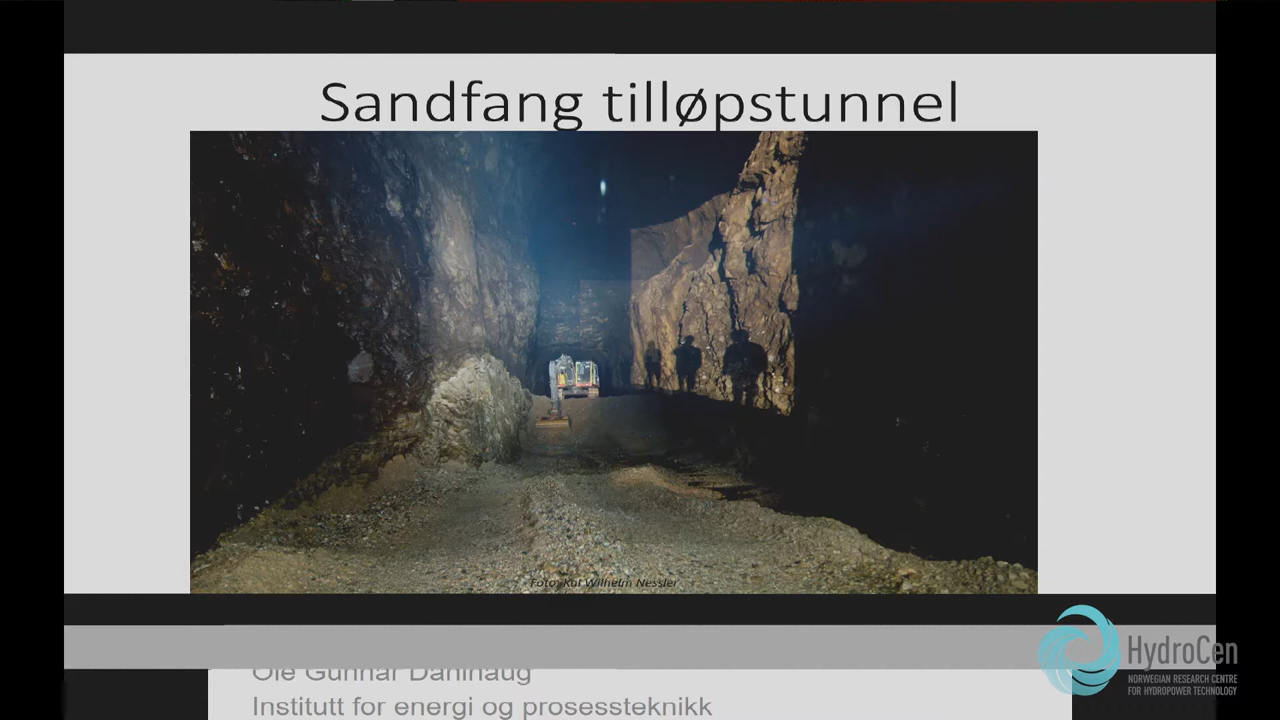 Sandfang tilløpstunnel
Foto: Kai Wilhelm Nessler
Ole Gunnar Dahlhaug
Institutt for energi og prosessteknikk
HydroCen
NORWEGIAN RESEARCH CENTRE
FOR HYDROPOWER TECHNOLOGY